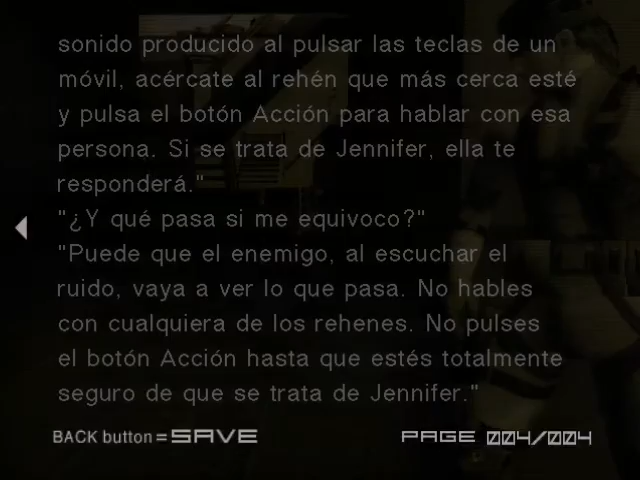 sonido producido al pulsar las teclas de un
móvil, acércate al rehén que más cerca esté
y pulsa el botón Acción para hablar con esa
persona. Si se trata de Jennifer, ella te
responderá."
"¿Y qué pasa si me equivoco?"
"Puede que el enemigo, al escuchar el
ruido, vaya a ver lo que pasa. No hables
con cualquiera de los rehenes. No pulses
el botón Acción hasta que estés totalmente
seguro de que se trata de Jennifer."
BACK button=SAVE PAGE 004/004